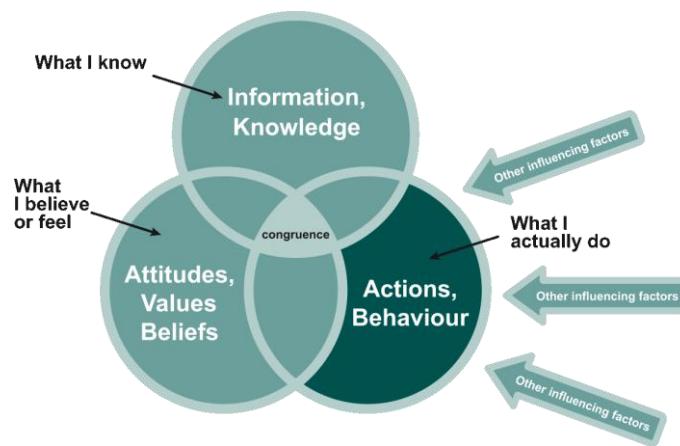 What I know
Information,
Knowledge
Other influencing factors
What
I believe
or feel
What I
actually do
congruence
Attitudes,
Values
Beliefs
Actions,
Behaviour
Other influencing factors
Other influencing factors